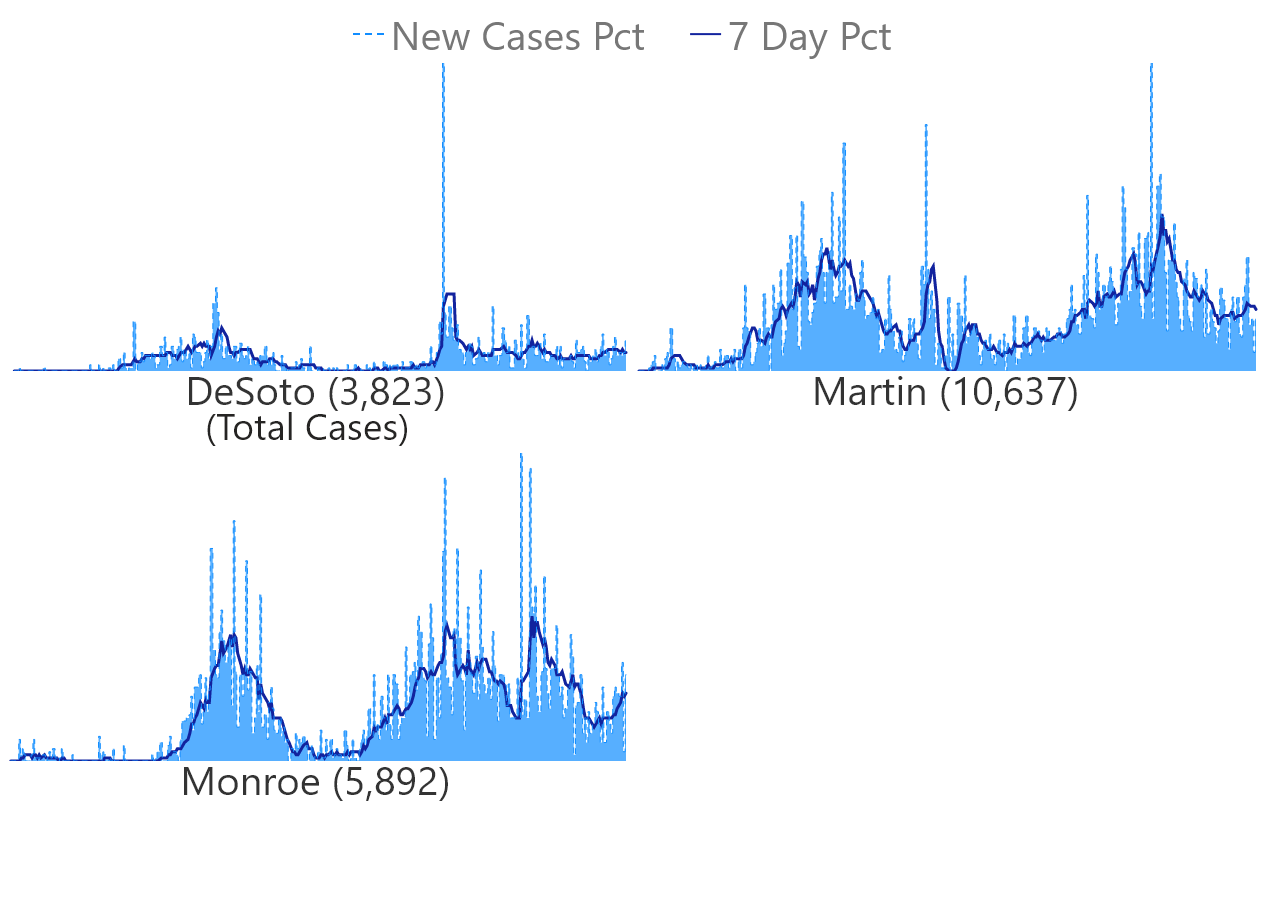 New Cases Pct 7 Day Pct
DeSoto (3,823)
(Total Cases)
Martin (10,637)
Monroe (5,892)